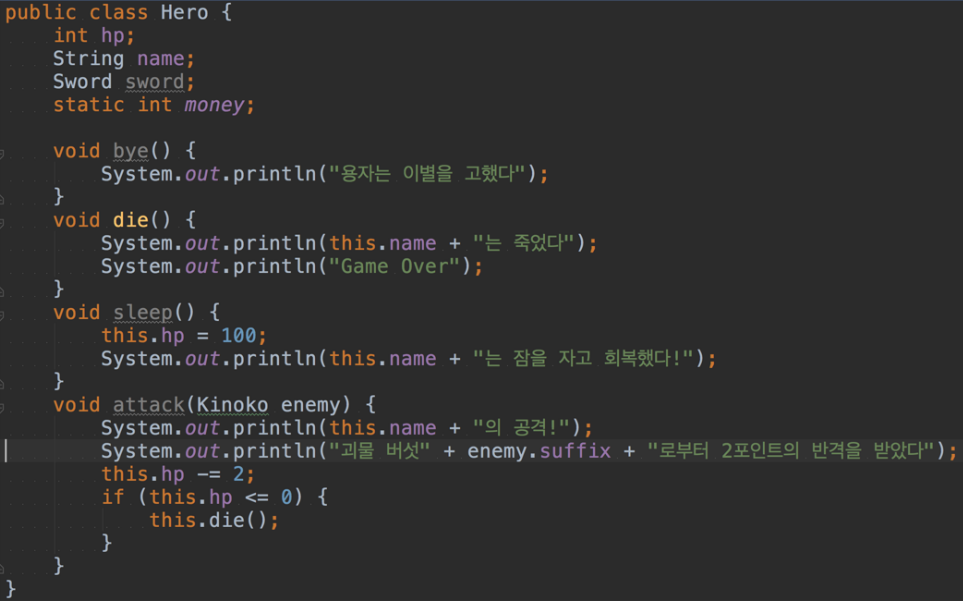 public class Hero {
    int hp;
    String name;
    Sword sword;
    static int money;

    void bye() {
        System.out.println("용자는 이별을 고했다");
    }
    void die() {
        System.out.println(this.name + "는 죽었다");
        System.out.println("Game Over");
    }
    void sleep() {
        this.hp = 100;
        System.out.println(this.name + "는 잠을 자고 회복했다!");
    }
    void attack(Kinoko enemy) {
        System.out.println(this.name + "의 공격!");
        System.out.println("괴물 버섯" + enemy.suffix + "로부터 2포인트의 반격을 받았다");
        this.hp -= 2;
        if (this.hp <= 0) {
            this.die();
        }
    }
}